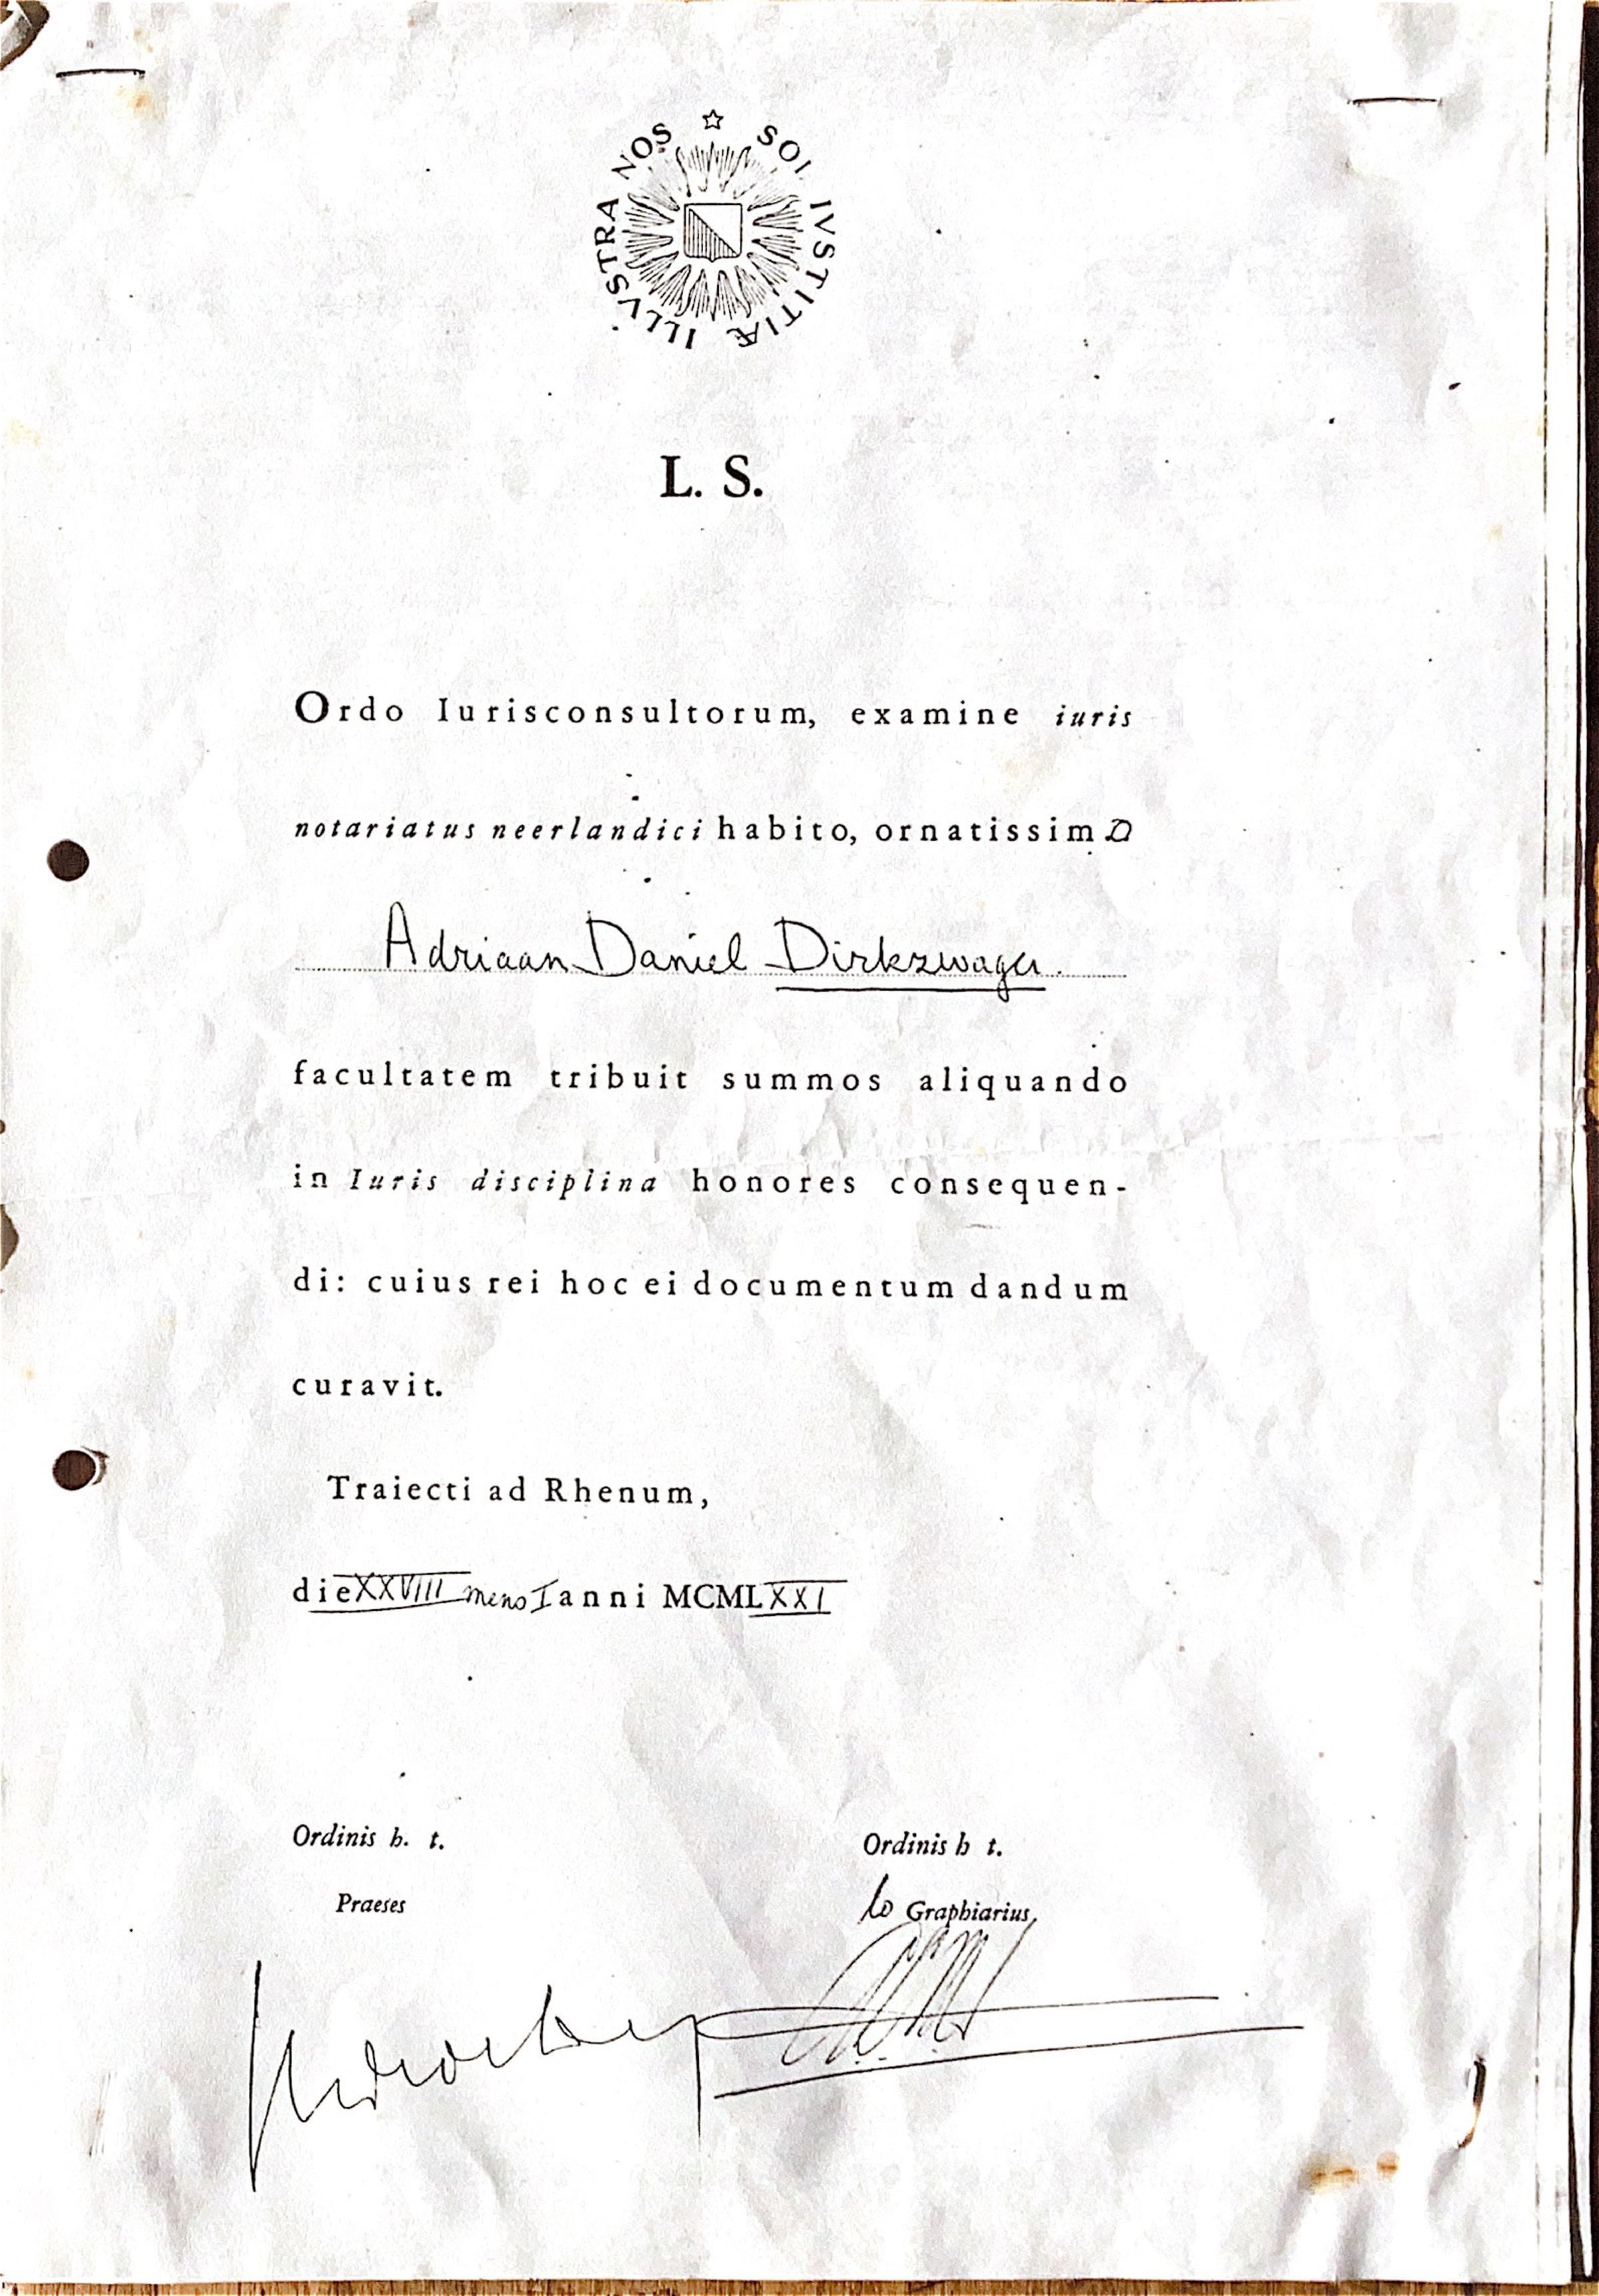 SOL IVSTITIÆ ILLVSTRA NOS
L. S.
Ordo Iurisconsultorum, examine iuris
notariatus neerlandici habito, ornatissimo
Adriaan Daniel Dirkzwager.
facultatem tribuit summos aliquando
in Iuris disciplina honores consequen-
di: cuius rei hoc ei documentum dandum
curavit.
Traiecti ad Rhenum,
die XXVIII mens I anni MCMLXXI
Ordinis h. t.
Praeses
Ordinis h t.
Graphiarius,